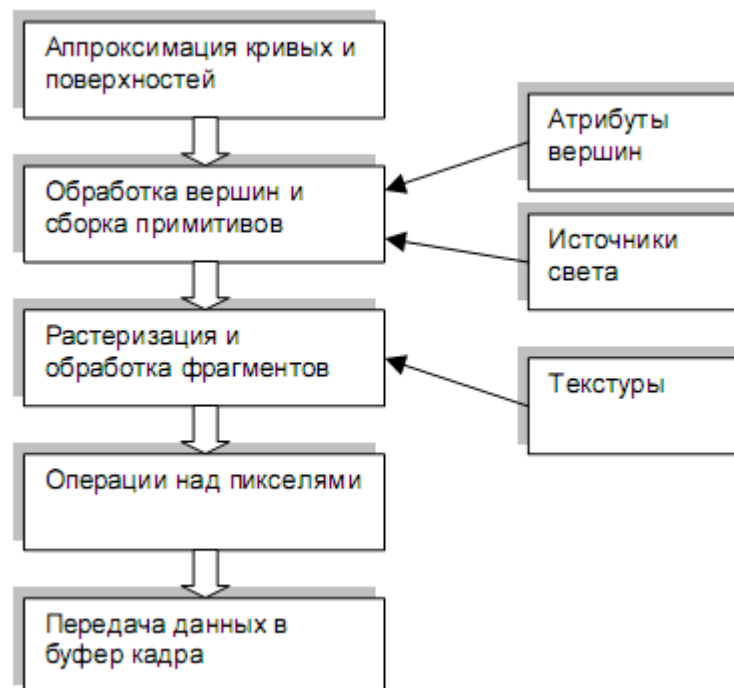 Аппроксимация кривых и
поверхностей
Атрибуты
вершин
Обработка вершин и
сборка примитивов
Источники
света
Растеризация и
обработка фрагментов
Текстуры
Операции над пикселями
Передача данных в
буфер кадра